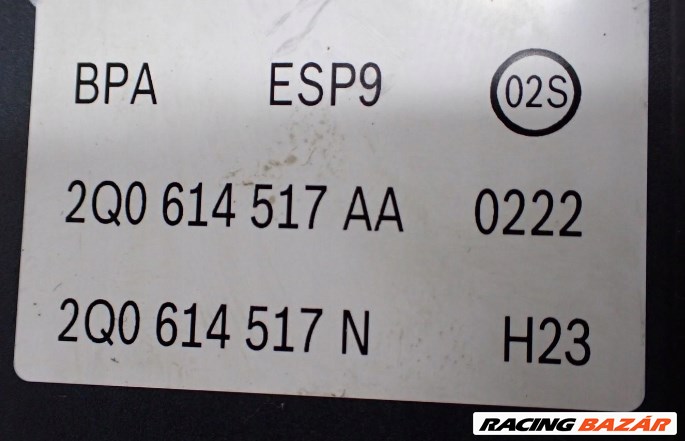 BPA ESP9 02S
2Q0 614 517 AA 0222
2Q0 614 517 N H23
RACING BAZÁR